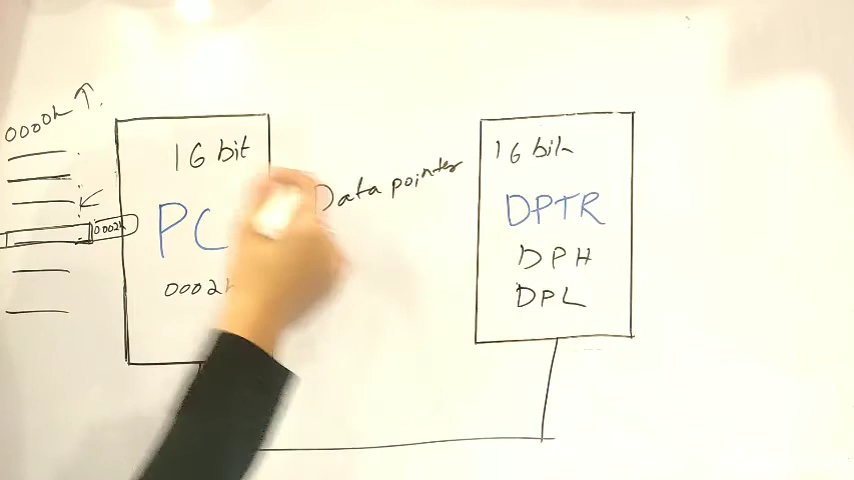 0000h
16 bit
PC
0002h
0002h
Data pointer
16 bit
DPTR
DPH
DPL